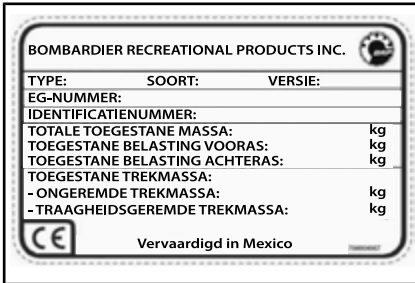 BOMBARDIER RECREATIONAL PRODUCTS INC.
TYPE: SOORT: VERSIE:
EG-NUMMER:
IDENTIFICATIENUMMER:
TOTALE TOEGESTANE MASSA: kg
TOEGESTANE BELASTING VOORAS: kg
TOEGESTANE BELASTING ACHTERAS: kg
TOEGESTANE TREKMASSA:
- ONGEREMDE TREKMASSA: kg
- TRAAGHEIDSGEREMDE TREKMASSA: kg
CE
Vervaardigd in Mexico